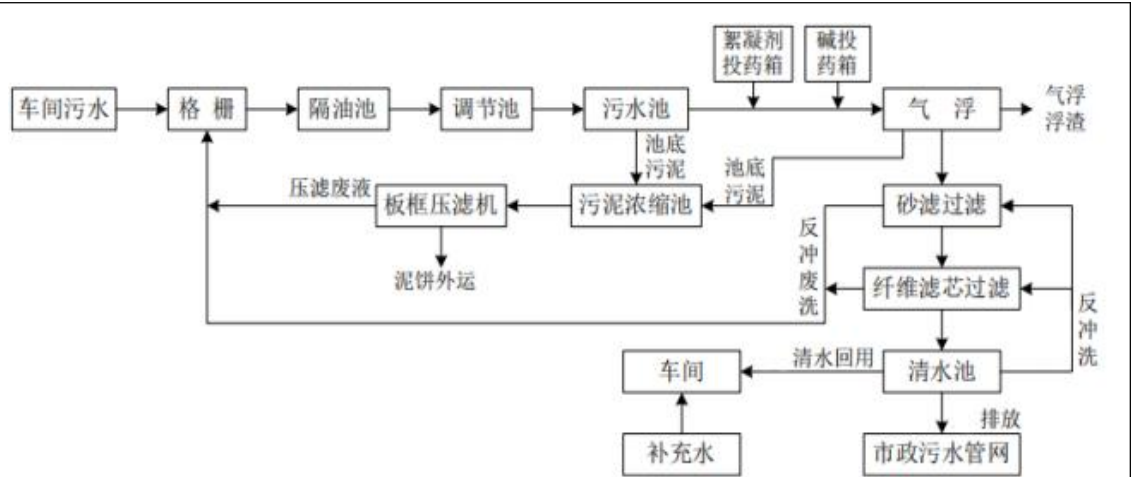 絮凝剂
投药箱
碱投
药箱
车间污水
格 栅
隔油池
调节池
污水池
气 浮
气浮
浮渣
池底
污泥
池底
污泥
压滤废液
板框压滤机
污泥浓缩池
砂滤过滤
泥饼外运
反冲废洗
纤维滤芯过滤
反冲洗
车间
清水回用
清水池
排放
补充水
市政污水管网